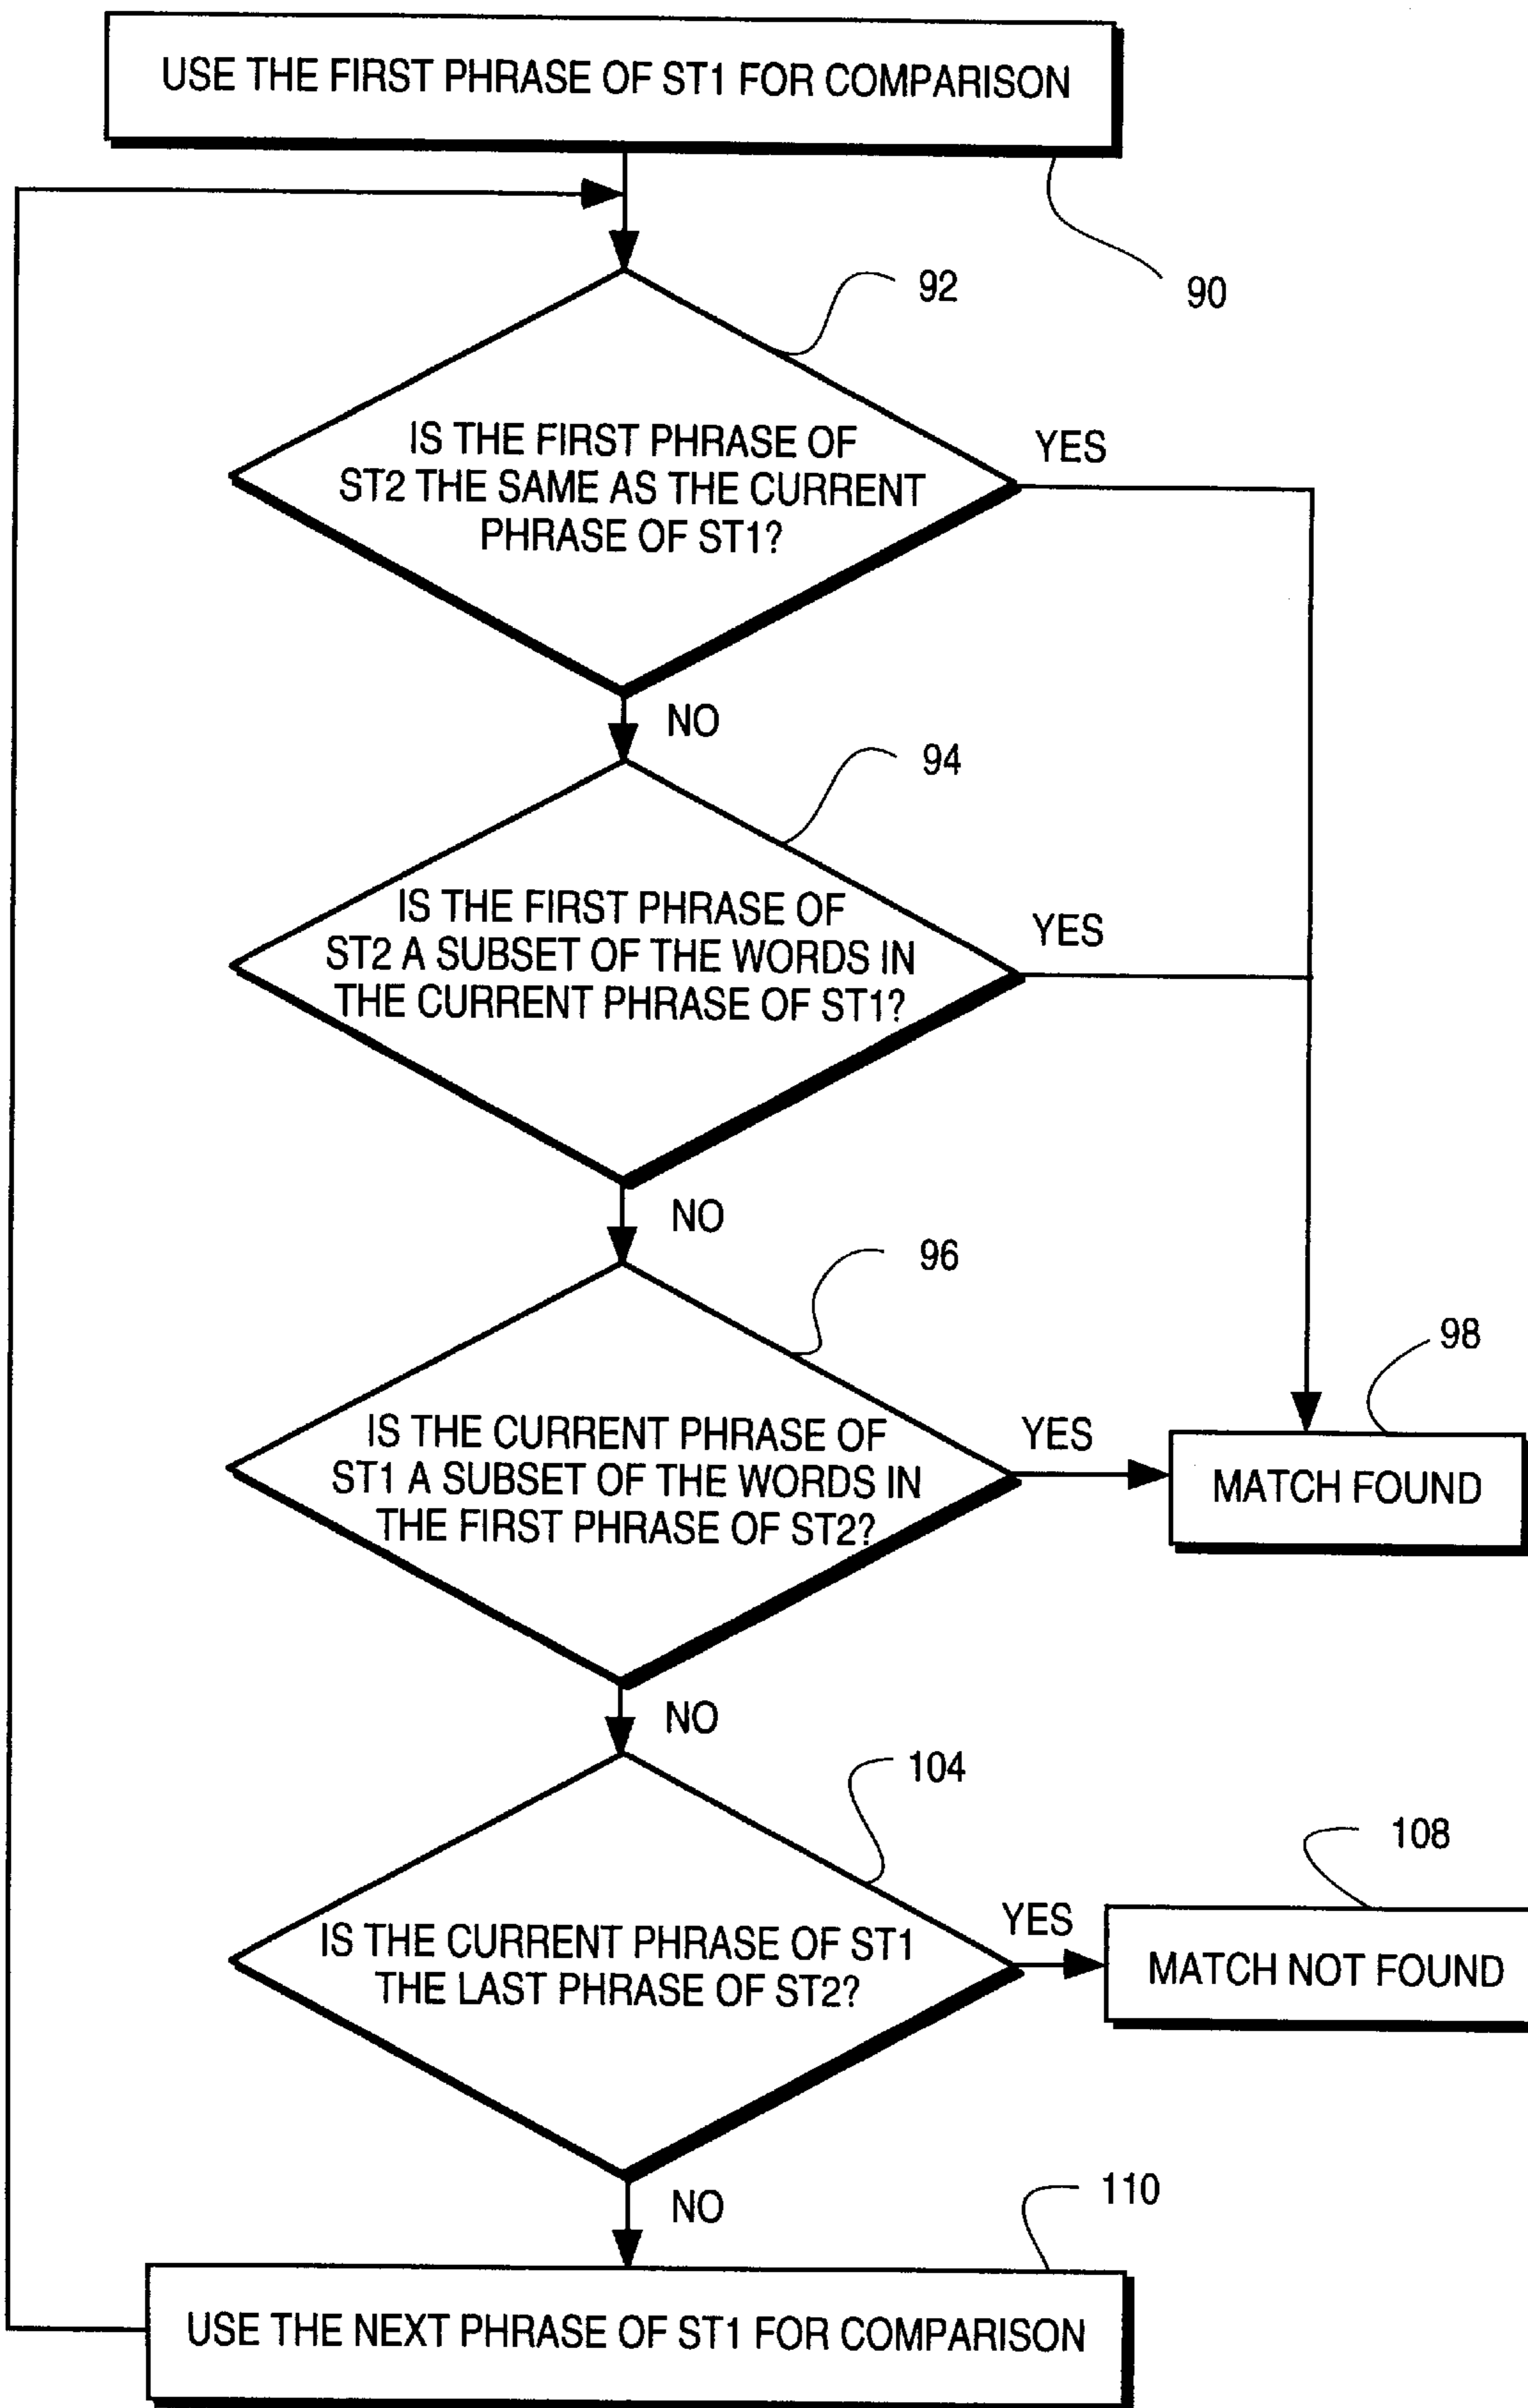 USE THE FIRST PHRASE OF ST1 FOR COMPARISON
90
92
IS THE FIRST PHRASE OF
ST2 THE SAME AS THE CURRENT
PHRASE OF ST1?
YES
NO
94
IS THE FIRST PHRASE OF
ST2 A SUBSET OF THE WORDS IN
THE CURRENT PHRASE OF ST1?
YES
NO
96
IS THE CURRENT PHRASE OF
ST1 A SUBSET OF THE WORDS IN
THE FIRST PHRASE OF ST2?
YES
98
MATCH FOUND
NO
104
IS THE CURRENT PHRASE OF ST1
THE LAST PHRASE OF ST2?
YES
108
MATCH NOT FOUND
NO
110
USE THE NEXT PHRASE OF ST1 FOR COMPARISON